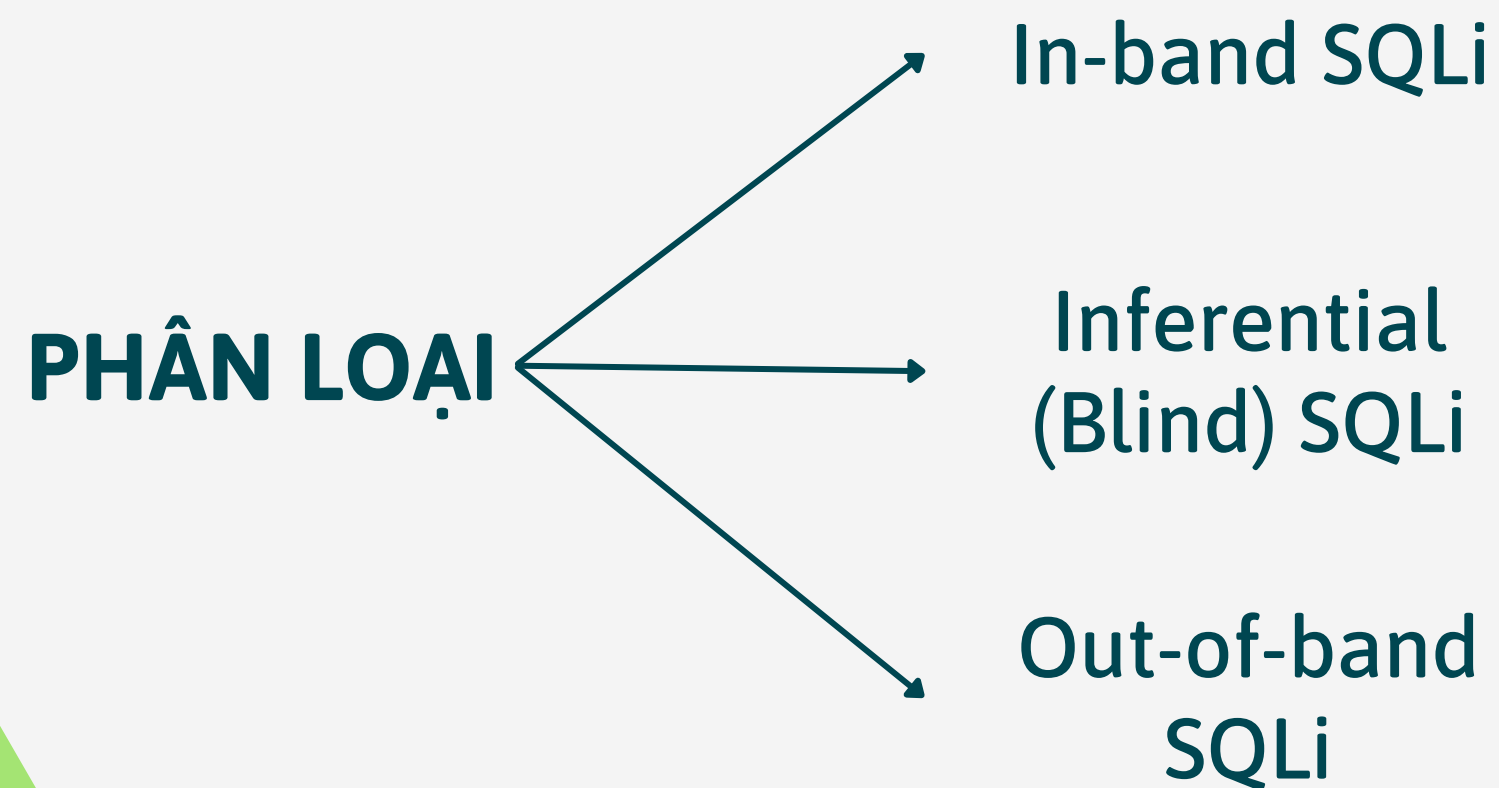 In-band SQLi
PHÂN LOẠI
Inferential
(Blind) SQLi
Out-of-band
SQLi